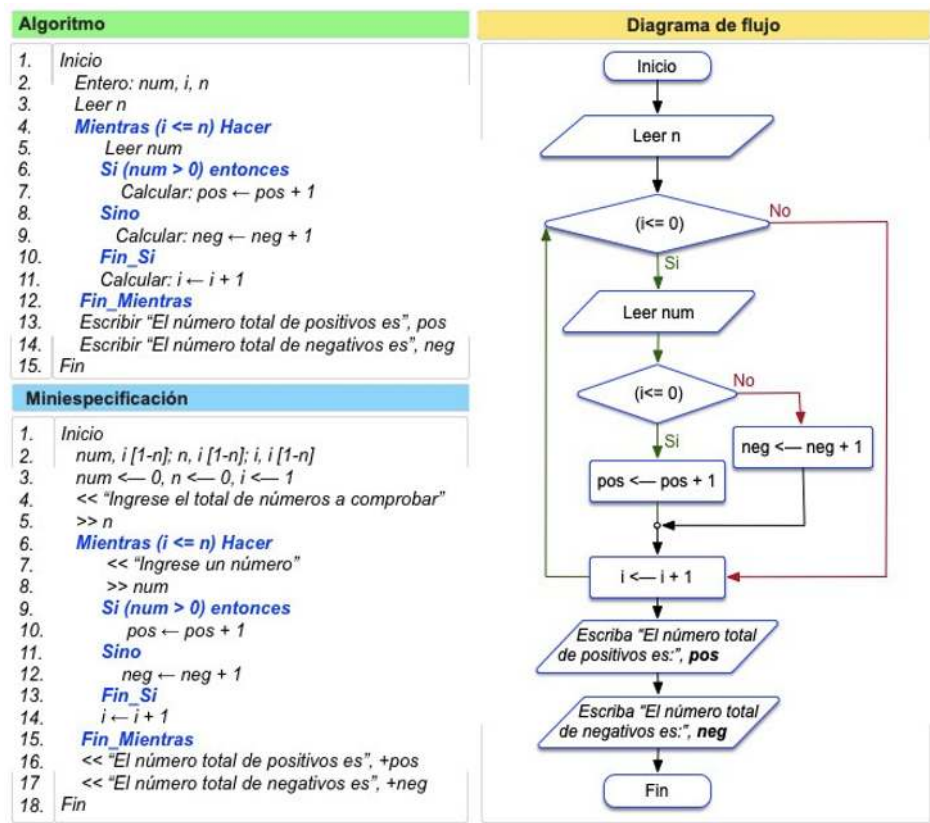 Algoritmo
1. Inicio
2. Entero: num, i, n
3. Leer n
4. Mientras (i <= n) Hacer
5. Leer num
6. Si (num > 0) entonces
7. Calcular: pos ← pos + 1
8. Sino
9. Calcular: neg ← neg + 1
10. Fin_Si
11. Calcular: i ← i + 1
12. Fin_Mientras
13. Escribir “El número total de positivos es”, pos
14. Escribir “El número total de negativos es”, neg
15. Fin
Miniespecificación
1. Inicio
2. num, i [1-n]; n, i [1-n]; i, i [1-n]
3. num <— 0, n <— 0, i <— 1
4. << “Ingrese el total de números a comprobar”
5. >> n
6. Mientras (i <= n) Hacer
7. << “Ingrese un número”
8. >> num
9. Si (num > 0) entonces
10. pos ← pos + 1
11. Sino
12. neg ← neg + 1
13. Fin_Si
14. i ← i + 1
15. Fin_Mientras
16. << “El número total de positivos es”, +pos
17 << “El número total de negativos es”, +neg
18. Fin
Diagrama de flujo
Inicio
Leer n
(i<= 0)
No
Si
Leer num
(i<= 0)
No
Si
neg <— neg + 1
pos <— pos + 1
i <— i + 1
Escriba “El número total
de positivos es:”, pos
Escriba “El número total
de negativos es:”, neg
Fin